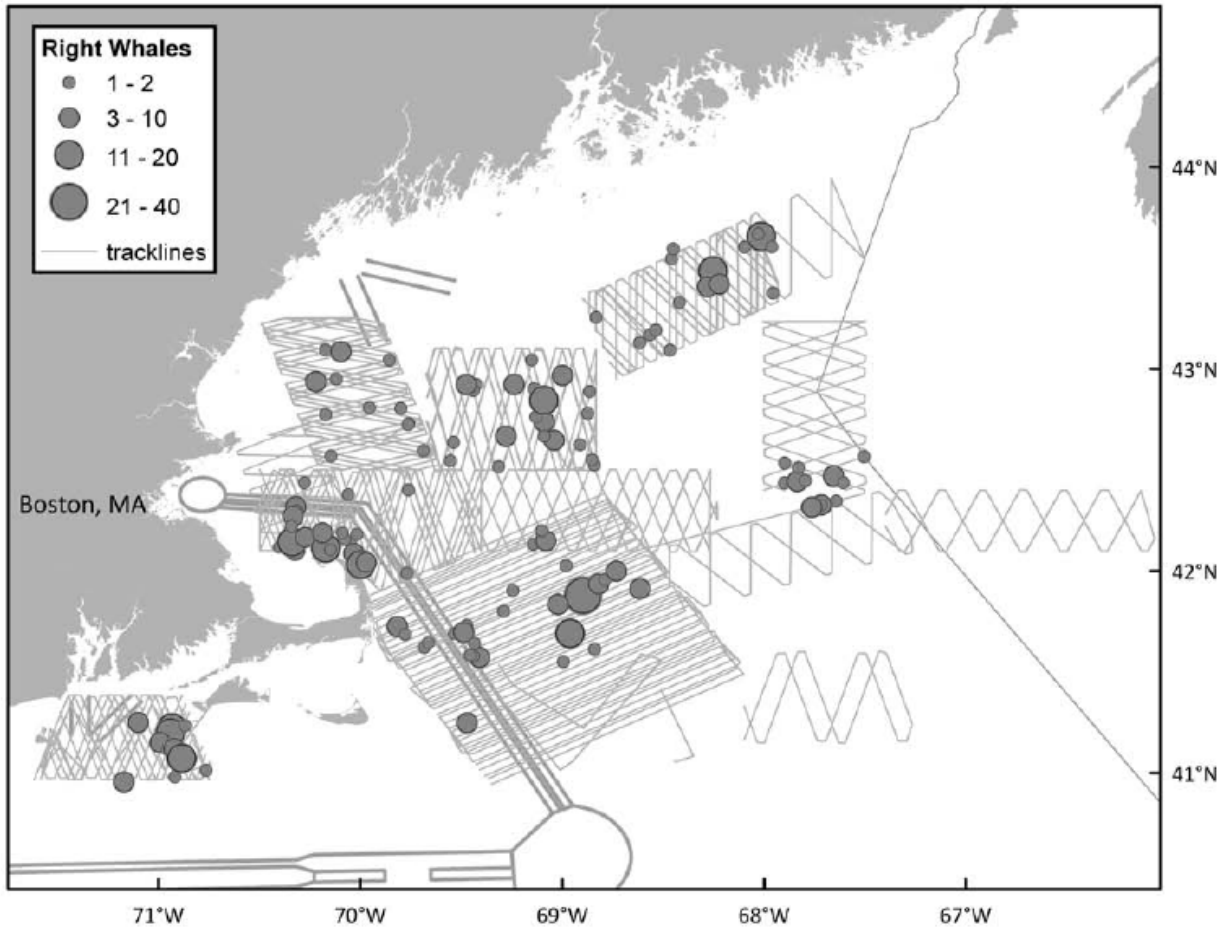 Right Whales
1 - 2
3 - 10
11 - 20
21 - 40
tracklines
44°N
43°N
Boston, MA
42°N
41°N
71°W
70°W
69°W
68°W
67°W